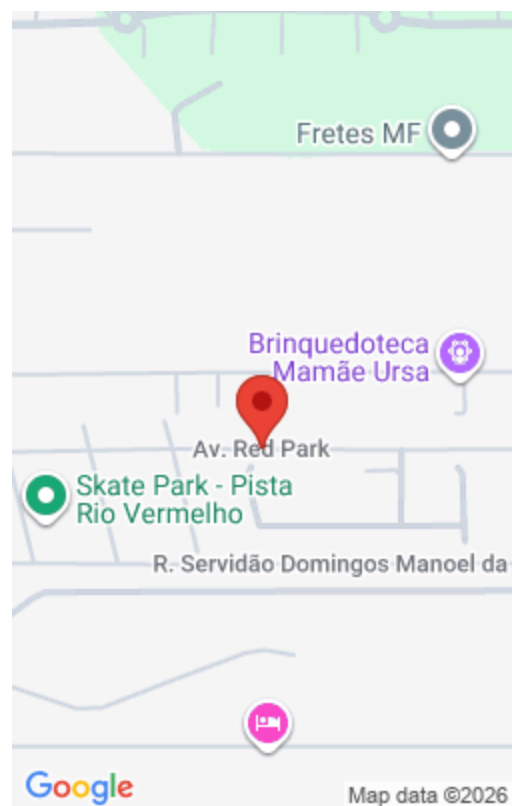 Fretes MF
Brinquedoteca
Mamãe Ursa
Av. Red Park
Skate Park - Pista
Rio Vermelho
R. Servidão Domingos Manoel da
Google
Map data ©2026